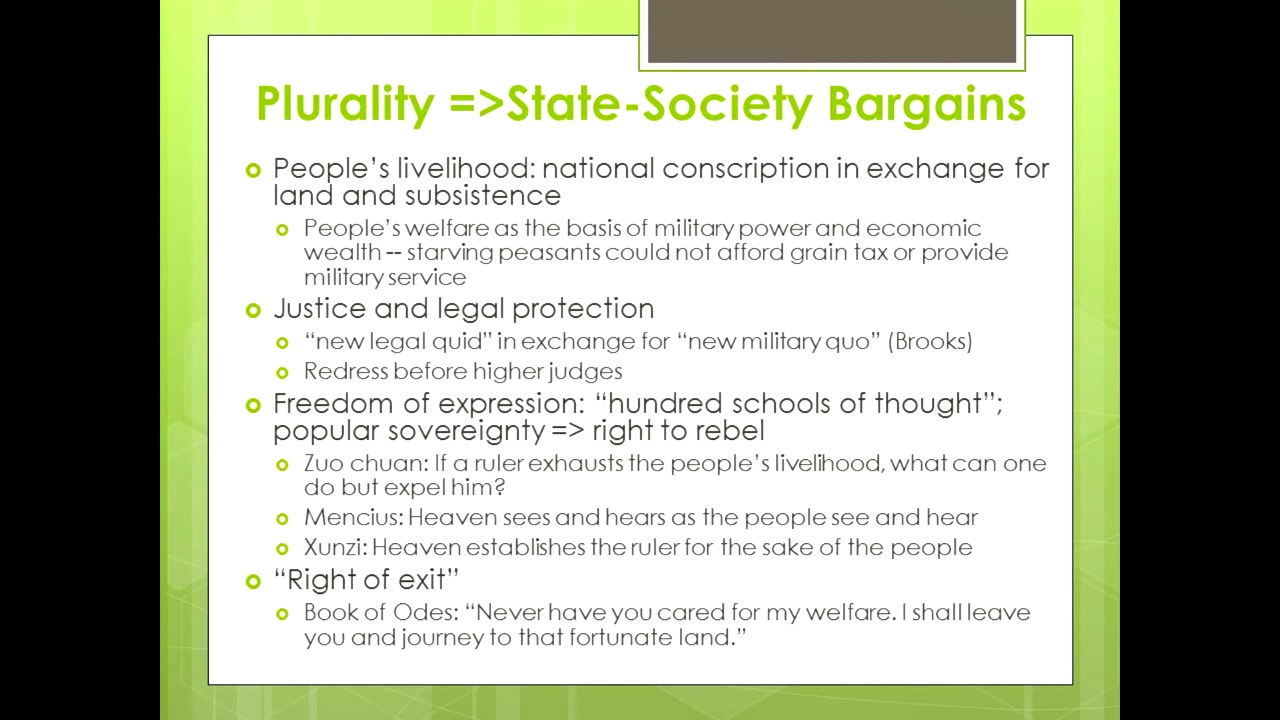 Plurality =>State-Society Bargains
People's livelihood: national conscription in exchange for
land and subsistence
People's welfare as the basis of military power and economic
wealth -- starving peasants could not afford grain tax or provide
military service
Justice and legal protection
“new legal quid” in exchange for “new military quo” (Brooks)
Redress before higher judges
Freedom of expression: “hundred schools of thought”;
popular sovereignty => right to rebel
Zuo chuan: If a ruler exhausts the people's livelihood, what can one
do but expel him?
Mencius: Heaven sees and hears as the people see and hear
Xunzi: Heaven establishes the ruler for the sake of the people
“Right of exit”
Book of Odes: “Never have you cared for my welfare. I shall leave
you and journey to that fortunate land.”